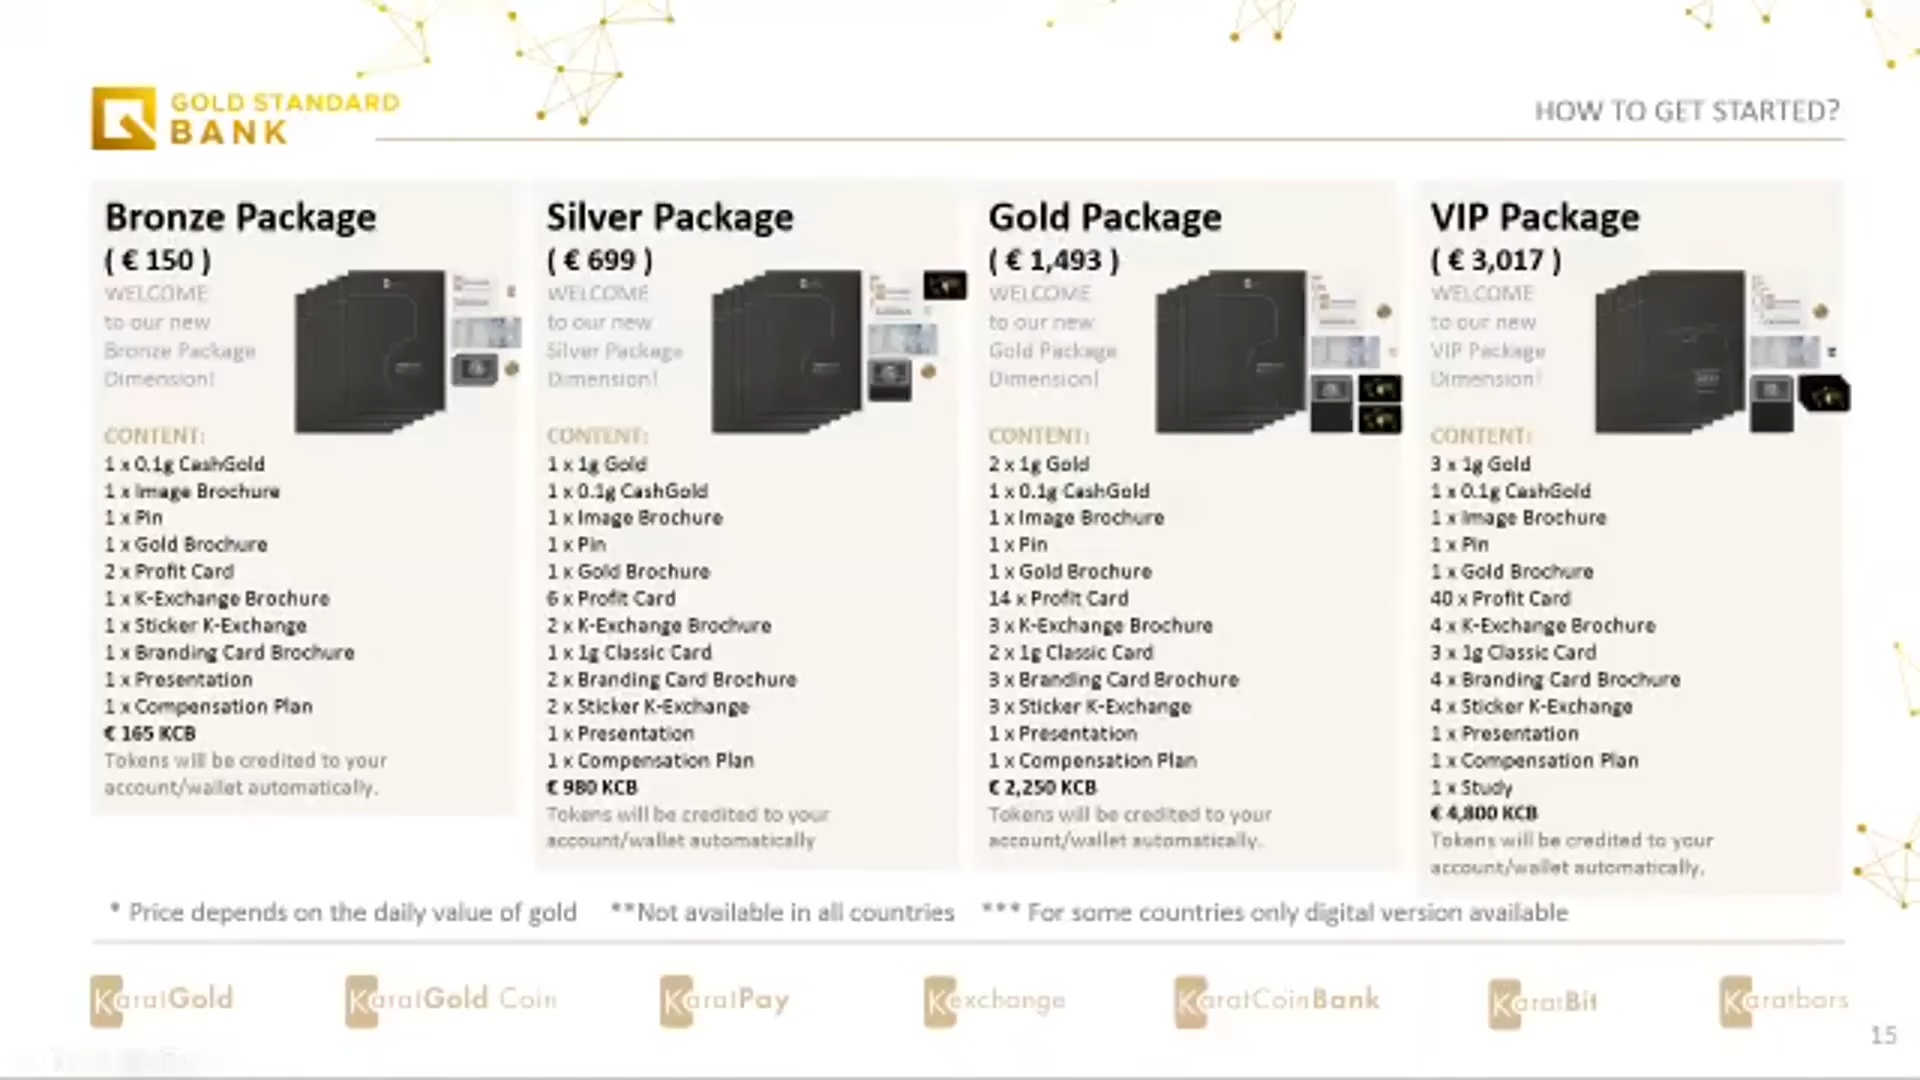 GOLD STANDARD
BANK
HOW TO GET STARTED?
Bronze Package
( € 150 )
WELCOME
to our new
Bronze Package
Dimension!
CONTENT:
1 x 0.1g CashGold
1 x Image Brochure
1 x Pin
1 x Gold Brochure
2 x Profit Card
1 x K-Exchange Brochure
1 x Sticker K-Exchange
1 x Branding Card Brochure
1 x Presentation
1 x Compensation Plan
€ 165 KCB
Tokens will be credited to your
account/wallet automatically.
Silver Package
( € 699 )
WELCOME
to our new
Silver Package
Dimension!
CONTENT:
1 x 1g Gold
1 x 0.1g CashGold
1 x Image Brochure
1 x Pin
1 x Gold Brochure
6 x Profit Card
2 x K-Exchange Brochure
1 x 1g Classic Card
2 x Branding Card Brochure
2 x Sticker K-Exchange
1 x Presentation
1 x Compensation Plan
€ 980 KCB
Tokens will be credited to your
account/wallet automatically
Gold Package
( € 1,493 )
WELCOME
to our new
Gold Package
Dimension!
CONTENT:
2 x 1g Gold
1 x 0.1g CashGold
1 x Image Brochure
1 x Pin
1 x Gold Brochure
14 x Profit Card
3 x K-Exchange Brochure
2 x 1g Classic Card
3 x Branding Card Brochure
3 x Sticker K-Exchange
1 x Presentation
1 x Compensation Plan
€ 2,250 KCB
Tokens will be credited to your
account/wallet automatically.
VIP Package
( € 3,017 )
WELCOME
to our new
VIP Package
Dimension!
CONTENT:
3 x 1g Gold
1 x 0.1g CashGold
1 x Image Brochure
1 x Pin
1 x Gold Brochure
40 x Profit Card
4 x K-Exchange Brochure
3 x 1g Classic Card
4 x Branding Card Brochure
4 x Sticker K-Exchange
1 x Presentation
1 x Compensation Plan
1 x Study
€ 4,800 KCB
Tokens will be credited to your
account/wallet automatically.
* Price depends on the daily value of gold **Not available in all countries *** For some countries only digital version available
KaratGold KaratGold Coin KaratPay Kexchange KaratCoinBank KaratBit Karatbars
15